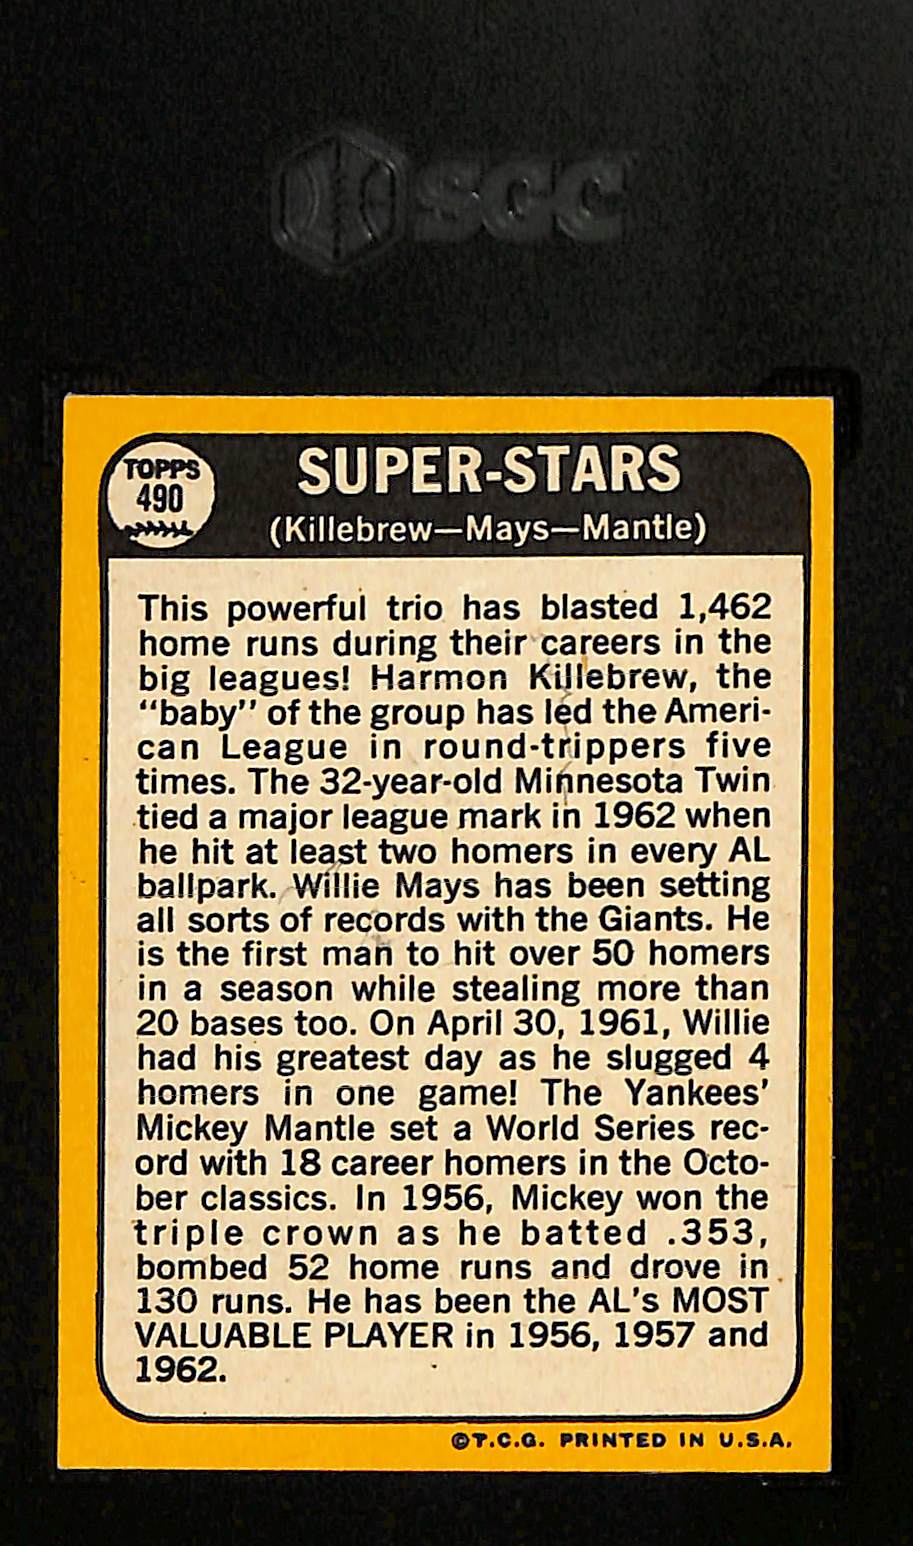 SGC
TOPPS
490
SUPER-STARS
(Killebrew—Mays—Mantle)
This powerful trio has blasted 1,462
home runs during their careers in the
big leagues! Harmon Killebrew, the
"baby" of the group has led the Ameri-
can League in round-trippers five
times. The 32-year-old Minnesota Twin
tied a major league mark in 1962 when
he hit at least two homers in every AL
ballpark. Willie Mays has been setting
all sorts of records with the Giants. He
is the first man to hit over 50 homers
in a season while stealing more than
20 bases too. On April 30, 1961, Willie
had his greatest day as he slugged 4
homers in one game! The Yankees'
Mickey Mantle set a World Series rec-
ord with 18 career homers in the Octo-
ber classics. In 1956, Mickey won the
triple crown as he batted .353,
bombed 52 home runs and drove in
130 runs. He has been the AL's MOST
VALUABLE PLAYER in 1956, 1957 and
1962.
©T.C.G. PRINTED IN U.S.A.